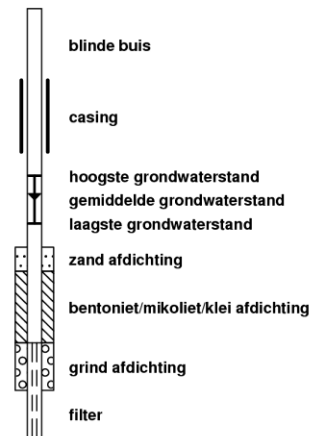 blinde buis
casing
hoogste grondwaterstand
gemiddelde grondwaterstand
laagste grondwaterstand
zand afdichting
bentoniet/mikoliet/klei afdichting
grind afdichting
filter